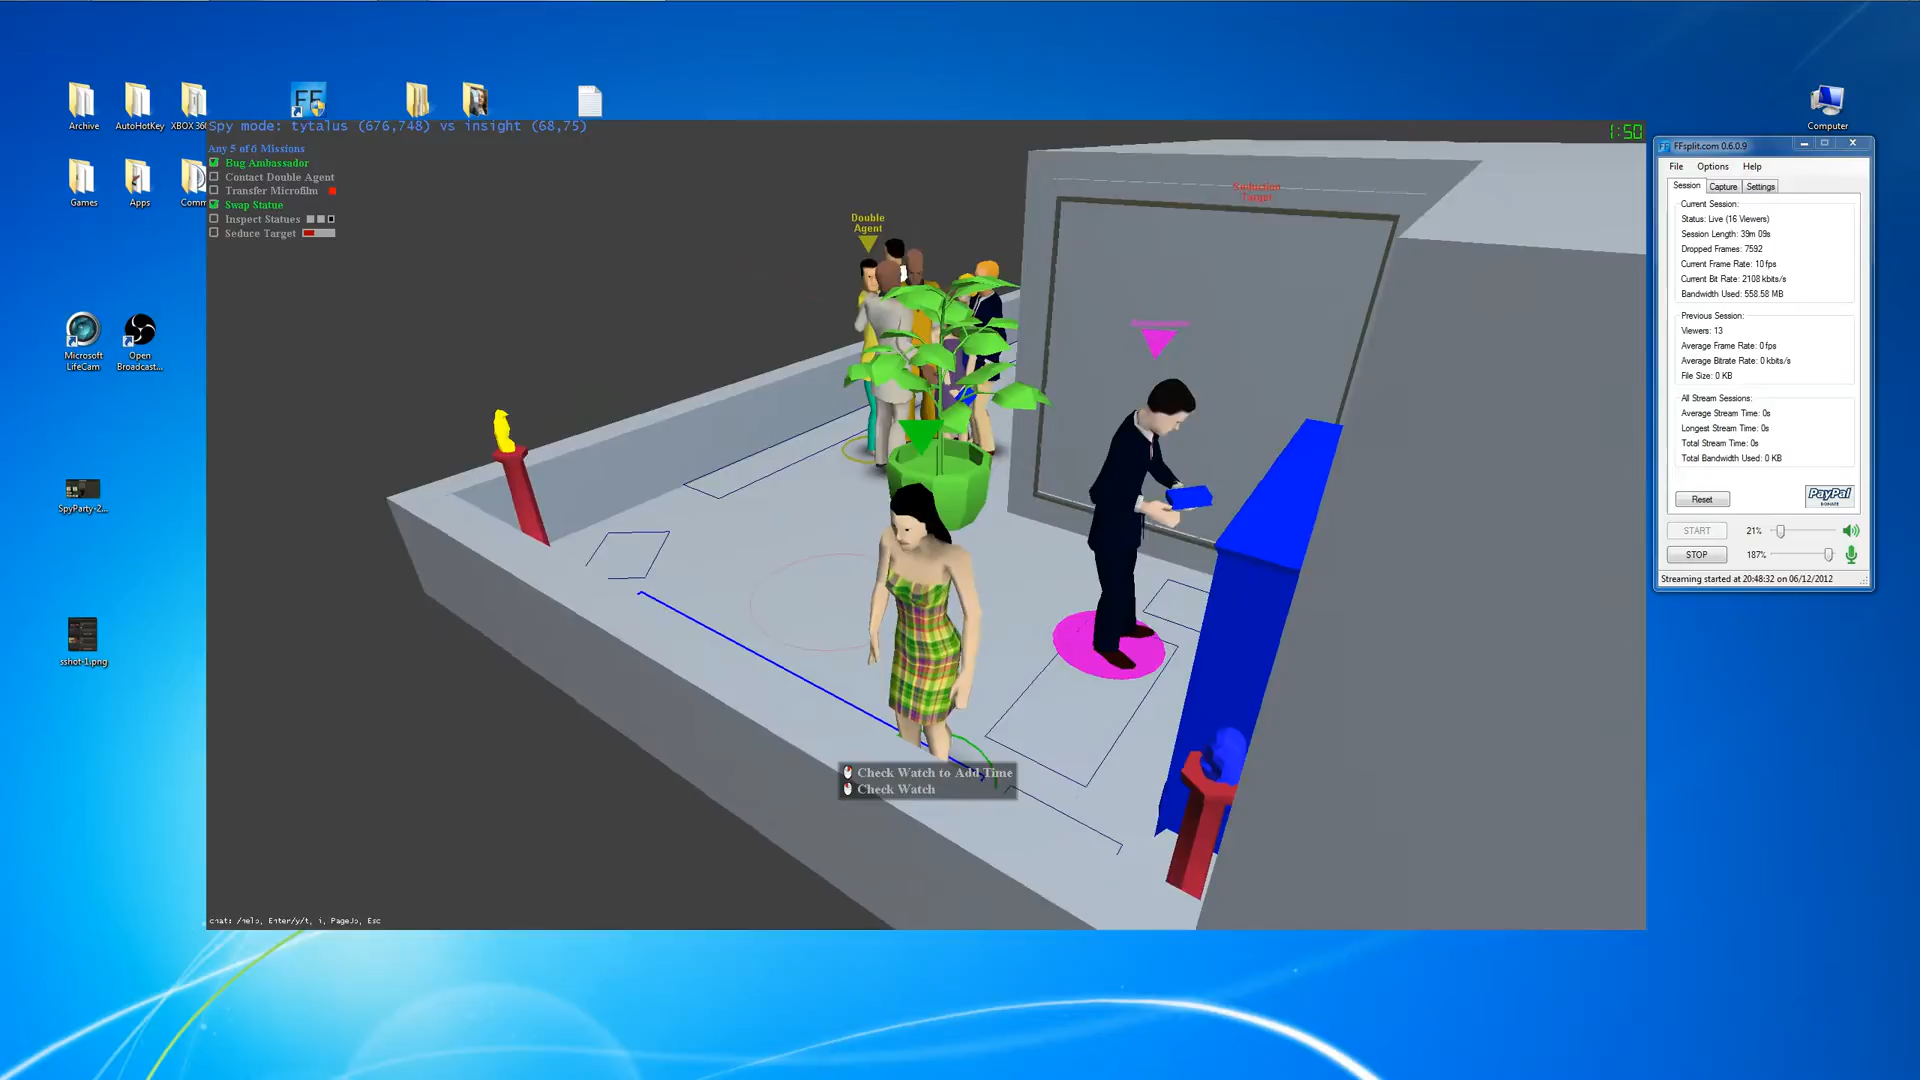 Archive
AutoHotKey
XBOX 360
Computer
Spy mode: tytalus (676,748) vs insight (68,75)
1:50
Any 5 of 6 Missions
Bug Ambassador
Contact Double Agent
Transfer Microfilm
Swap Statue
Inspect Statues
Seduce Target
Games
Apps
Comm
Double
Agent
Seduction
Target
Microsoft
LifeCam
Open
Broadcast...
SpyParty-2...
sshot-1.png
Check Watch to Add Time
Check Watch
chat: /help, Enter/y/t, i, PageUp, Esc
FFsplit.com 0.6.0.9
File Options Help
Session Capture Settings
Current Session:
Status: Live (16 Viewers)
Session Length: 39m 09s
Dropped Frames: 7592
Current Frame Rate: 10 fps
Current Bit Rate: 2108 kbits/s
Bandwidth Used: 558.58 MB
Previous Session:
Viewers: 13
Average Frame Rate: 0 fps
Average Bitrate Rate: 0 kbits/s
File Size: 0 KB
All Stream Sessions:
Average Stream Time: 0s
Longest Stream Time: 0s
Total Stream Time: 0s
Total Bandwidth Used: 0 KB
Reset
PayPal
DONATE
START
21%
STOP
187%
Streaming started at 20:48:32 on 06/12/2012